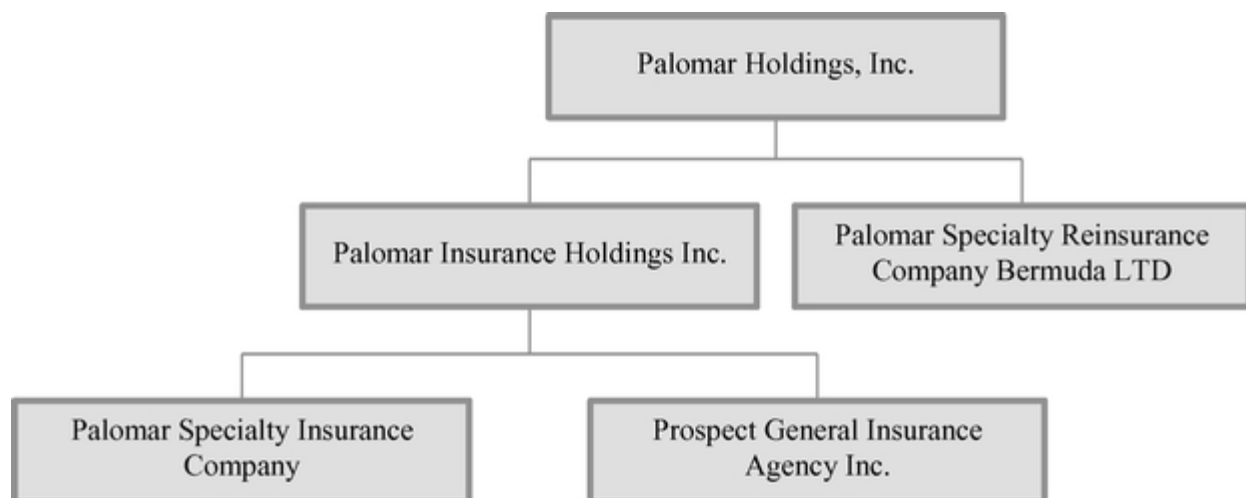 Palomar Holdings, Inc.
Palomar Insurance Holdings Inc.
Palomar Specialty Reinsurance
Company Bermuda LTD
Palomar Specialty Insurance
Company
Prospect General Insurance
Agency Inc.